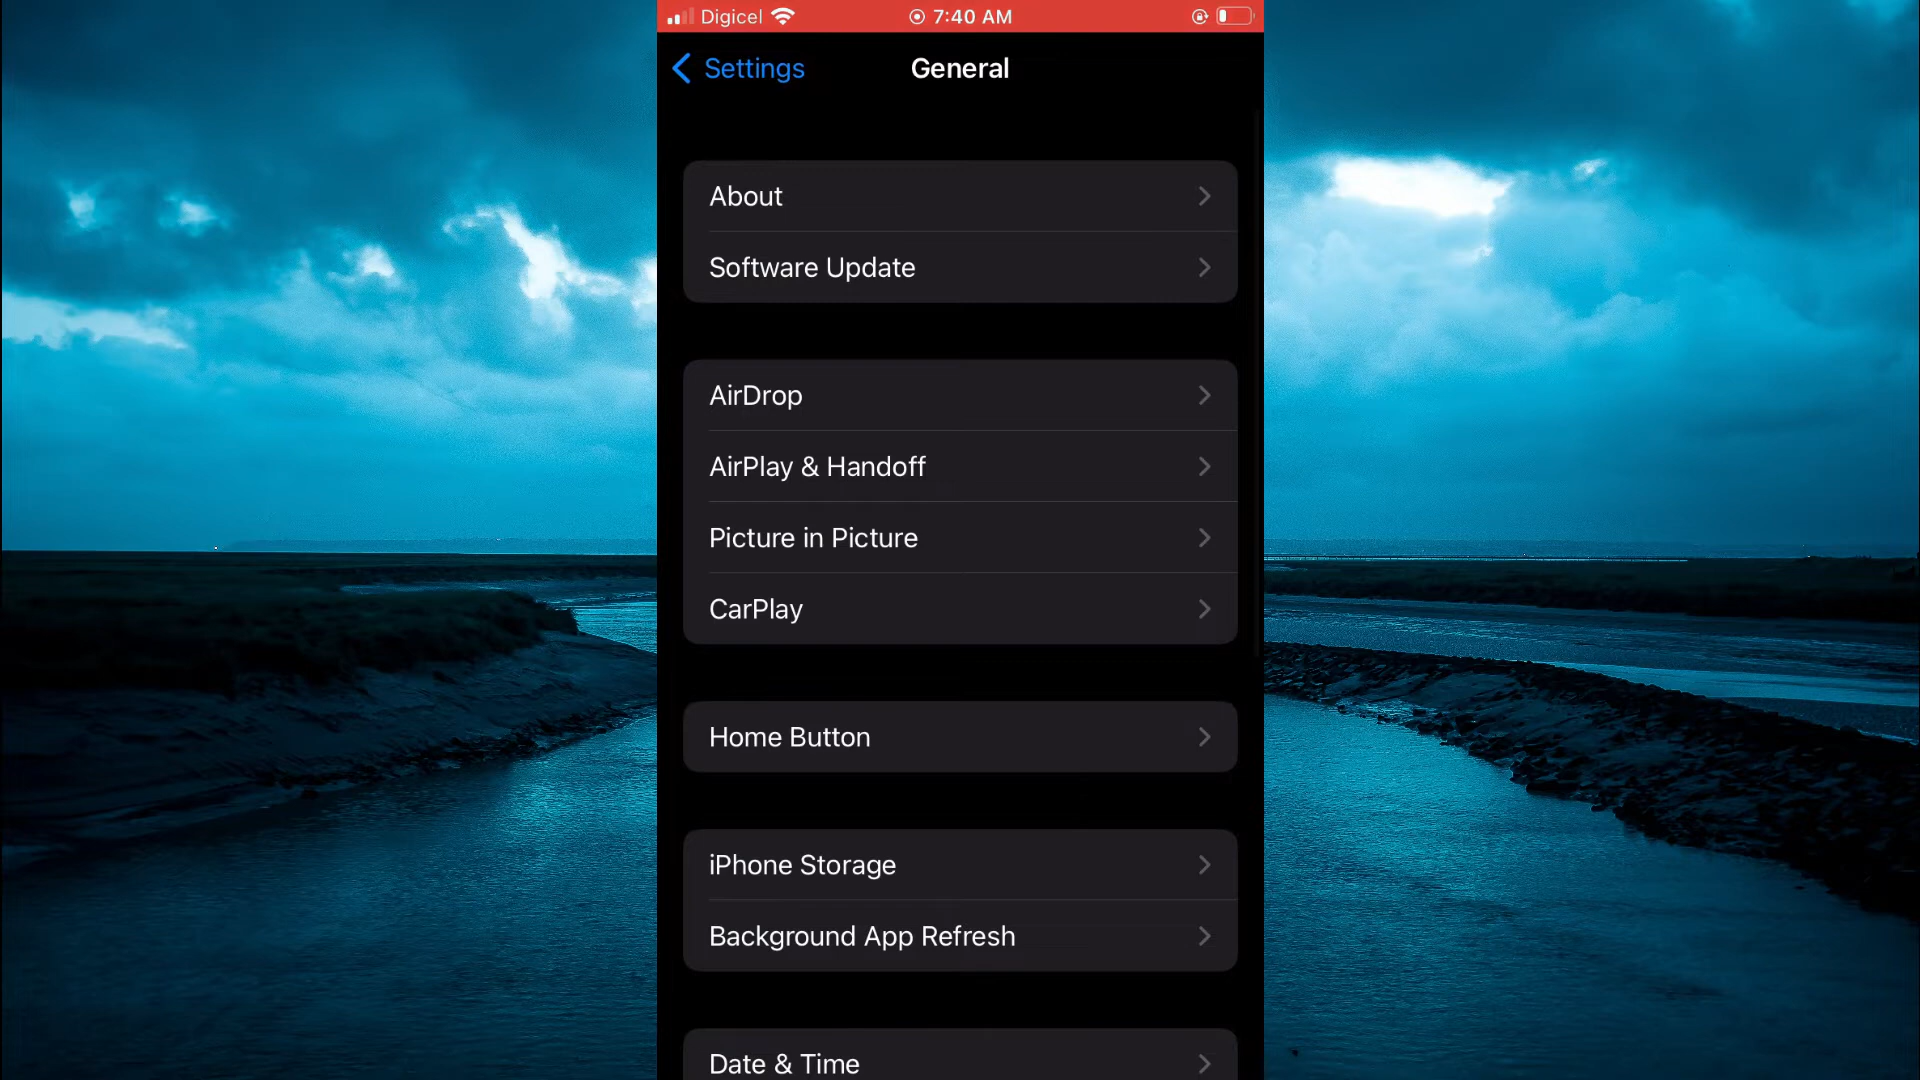 Digicel 7:40 AM
Settings General
About
Software Update
AirDrop
AirPlay & Handoff
Picture in Picture
CarPlay
Home Button
iPhone Storage
Background App Refresh
Date & Time